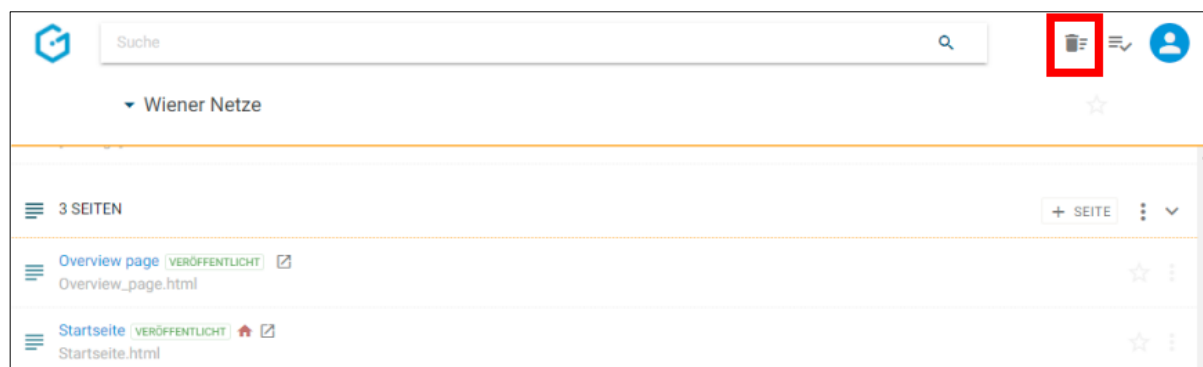 Suche
Wiener Netze
3 SEITEN
+ SEITE
Overview page VERÖFFENTLICHT
Overview_page.html
Startseite VERÖFFENTLICHT
Startseite.html